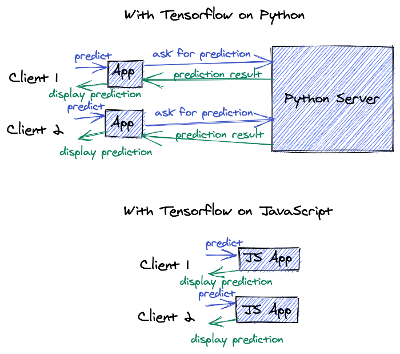 With Tensorflow on Python
predict
ask for prediction
Client 1
App
prediction result
display prediction
predict
ask for prediction
Client 2
App
prediction result
display prediction
Python Server
With Tensorflow on JavaScript
predict
Client 1
JS App
display prediction
predict
Client 2
JS App
display prediction